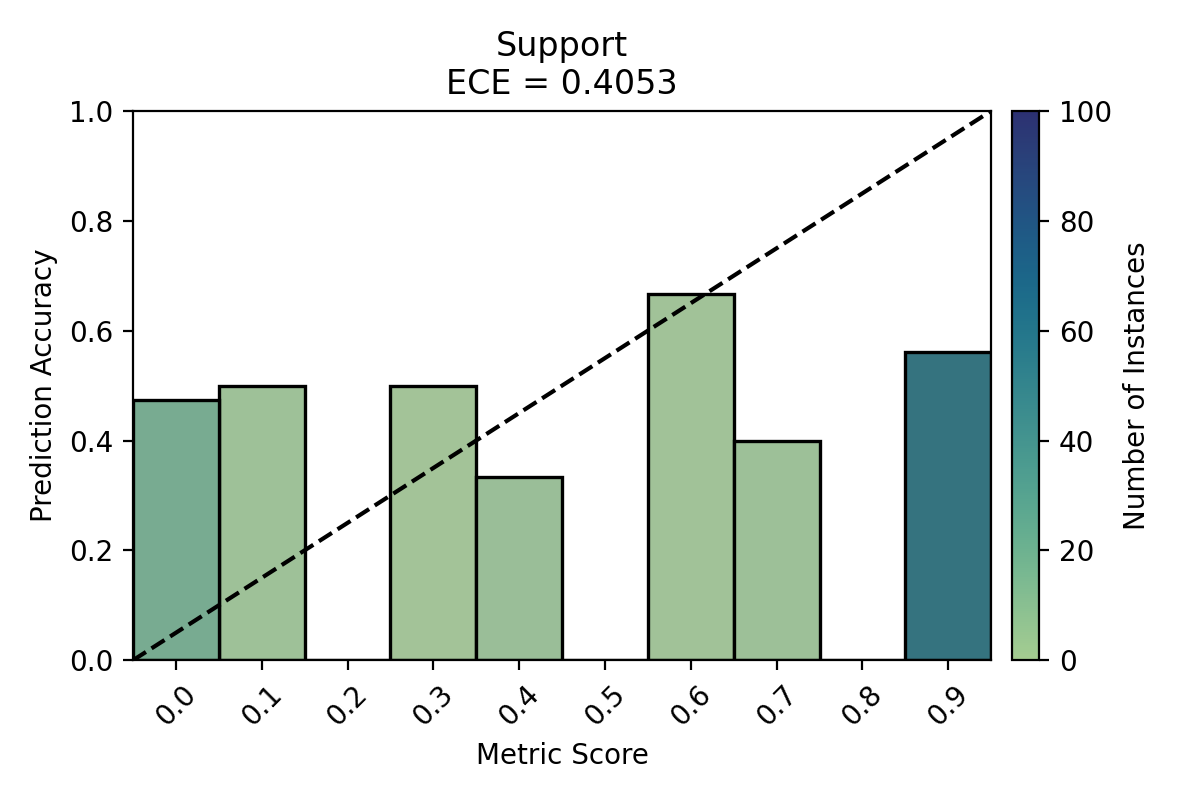 Support
ECE = 0.4053
1.0
0.8
0.6
0.4
0.2
0.0
Prediction Accuracy
0.0 0.1 0.2 0.3 0.4 0.5 0.6 0.7 0.8 0.9
Metric Score
100
80
60
40
20
0
Number of Instances